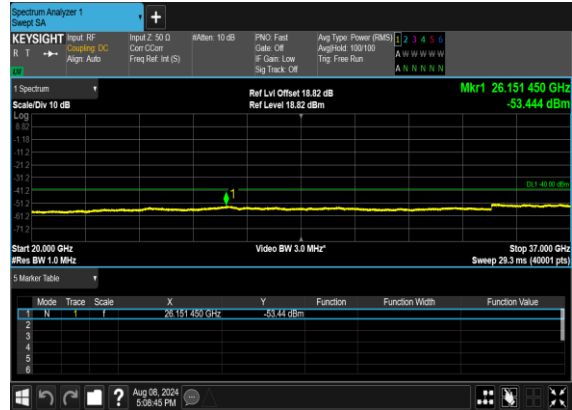 Spectrum Analyzer 1
Swept SA
+
KEYSIGHT Input: RF Input Z: 50 Ω #Atten: 10 dB PNO: Fast Avg Type: Power (RMS) 1 2 3 4 5 6
R T Coupling: DC Corr CCorr Gate: Off Avg|Hold: 100/100 A W W W W W
Align: Auto Freq Ref: Int (S) IF Gain: Low Trig: Free Run
Sig Track: Off A N N N N N
1 Spectrum Ref Lvl Offset 18.82 dB Mkr1 26.151 450 GHz
Scale/Div 10 dB Ref Level 18.82 dBm -53.444 dBm
Log
8.82
-1.18
-11.2
-21.2
-31.2
DL1 -40.00 dBm
-41.2
1
-51.2
-61.2
-71.2
Start 20.000 GHz Video BW 3.0 MHz* Stop 37.000 GHz
#Res BW 1.0 MHz Sweep 29.3 ms (40001 pts)
5 Marker Table
Mode Trace Scale X Y Function Function Width Function Value
1 N 1 f 26.151 450 GHz -53.44 dBm
2
3
4
5
6
? Aug 08, 2024
5:08:45 PM